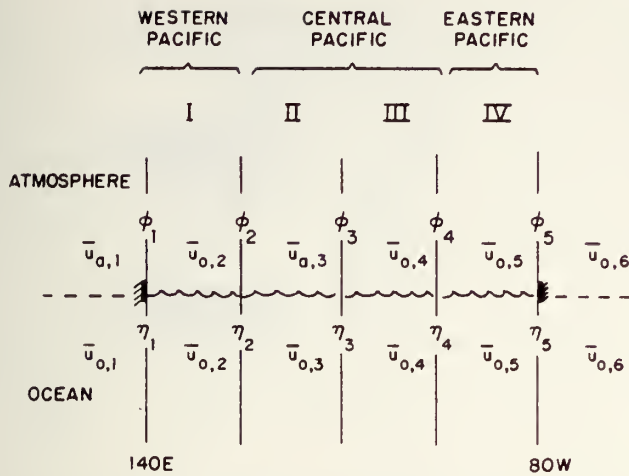 WESTERN PACIFIC CENTRAL PACIFIC EASTERN PACIFIC
I II III IV
ATMOSPHERE
ϕ1 ϕ2 ϕ3 ϕ4 ϕ5
u̅a,1 u̅o,2 u̅a,3 u̅o,4 u̅o,5 u̅o,6
η1 η2 η3 η4 η5
u̅o,1 u̅o,2 u̅o,3 u̅o,4 u̅o,5 u̅o,6
OCEAN
140E 80W